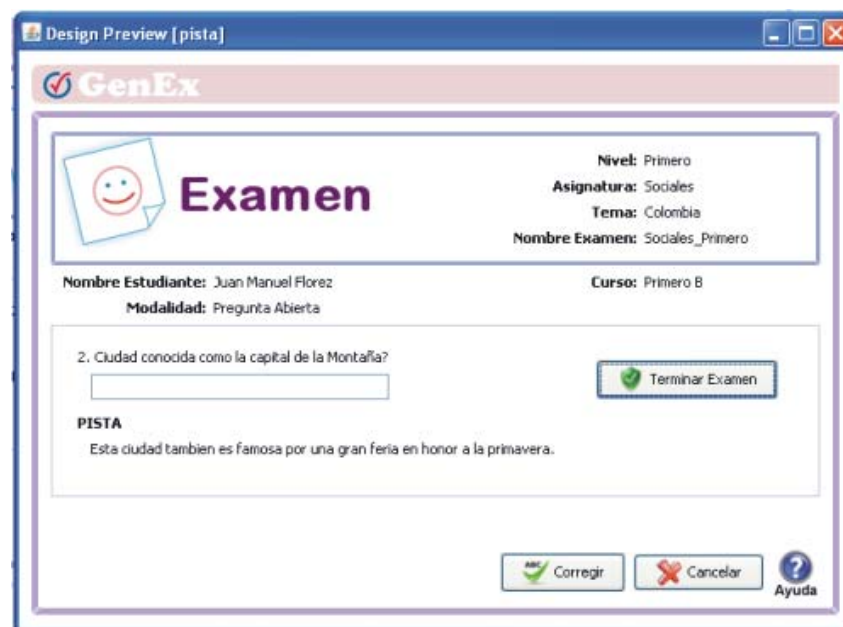 Design Preview [pista]
GenEx
Examen
Nivel: Primero
Asignatura: Sociales
Tema: Colombia
Nombre Examen: Sociales_Primero
Nombre Estudiante: Juan Manuel Florez
Curso: Primero B
Modalidad: Pregunta Abierta
2. Ciudad conocida como la capital de la Montaña?
Terminar Examen
PISTA
Esta ciudad tambien es famosa por una gran feria en honor a la primavera.
ABC
Corregir
Cancelar
?
Ayuda